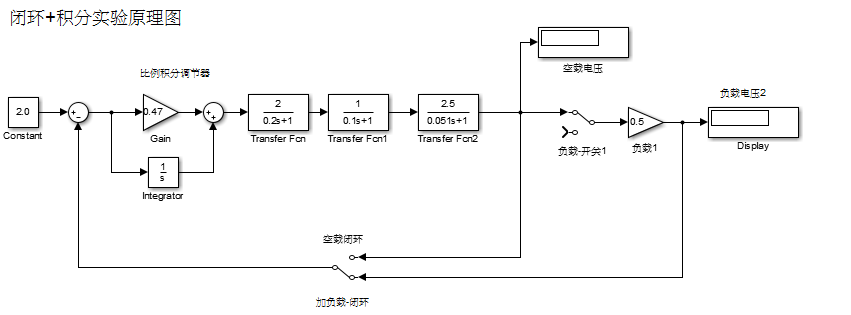 闭环+积分实验原理图
空载电压
比例积分调节器
负载电压2
2.0
Constant
+
-
0.47
Gain
+
+
2
0.2s+1
Transfer Fcn
1
0.1s+1
Transfer Fcn1
2.5
0.051s+1
Transfer Fcn2
负载-开关1
0.5
负载1
Display
1
s
Integrator
空载闭环
加负载-闭环